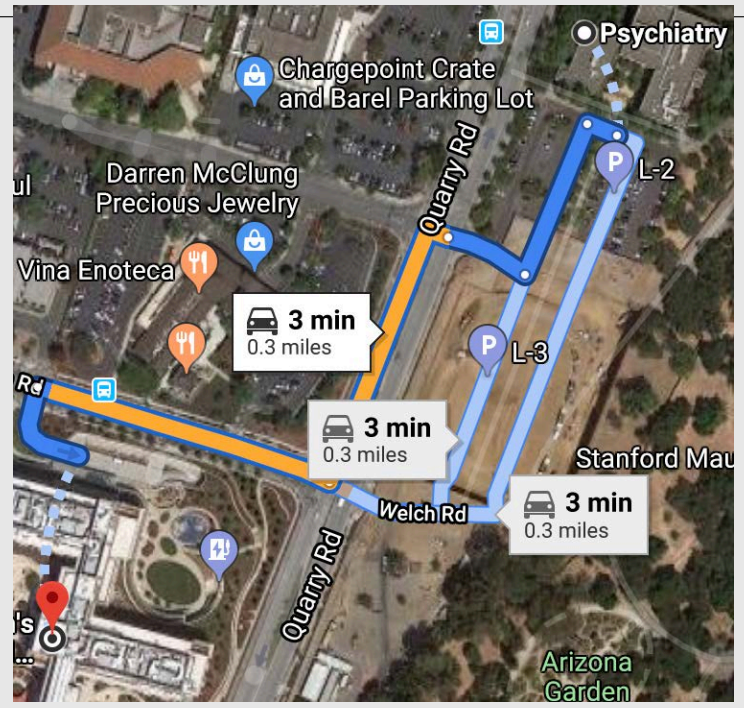 Psychiatry
Chargepoint Crate
and Barel Parking Lot
Quarry Rd
P
L-2
ul
Darren McClung
Precious Jewelry
Vina Enoteca
3 min
0.3 miles
P
L-3
Rd
3 min
0.3 miles
Stanford Mau
3 min
0.3 miles
Welch Rd
Quarry Rd
's
...
Arizona
Garden